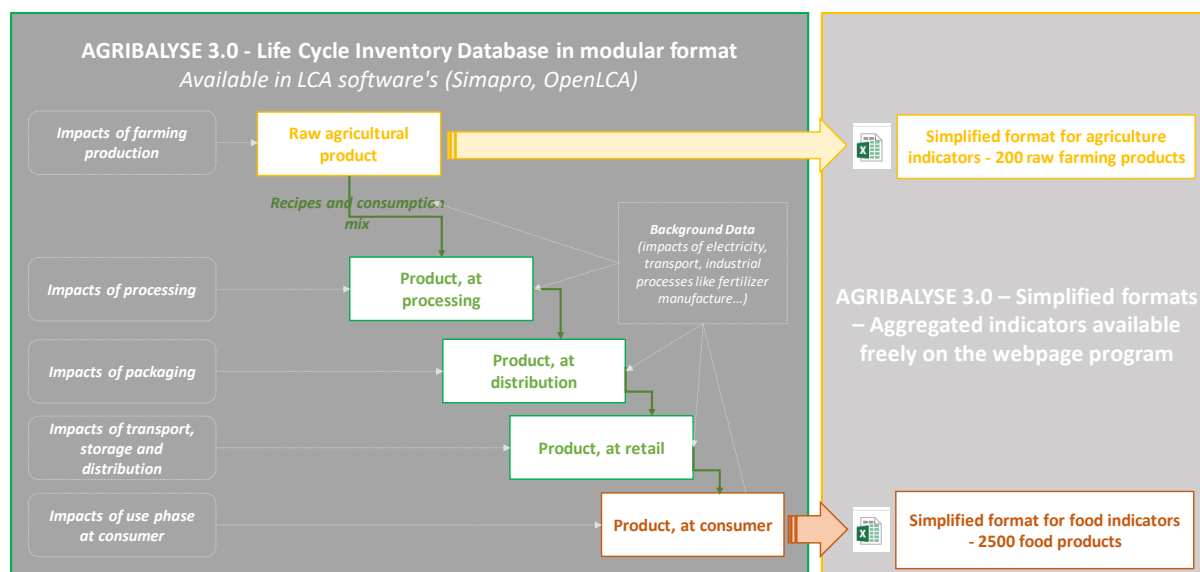 AGRIBALYSE 3.0 - Life Cycle Inventory Database in modular format
Available in LCA software's (Simapro, OpenLCA)
Impacts of farming
production
Raw agricultural
product
Simplified format for agriculture
indicators - 200 raw farming products
Recipes and consumption
mix
Background Data
(impacts of electricity,
transport, industrial
processes like fertilizer
manufacture...)
Impacts of processing
Product, at
processing
AGRIBALYSE 3.0 – Simplified formats
– Aggregated indicators available
freely on the webpage program
Impacts of packaging
Product, at
distribution
Impacts of transport,
storage and
distribution
Product, at retail
Impacts of use phase
at consumer
Product, at consumer
Simplified format for food indicators
- 2500 food products